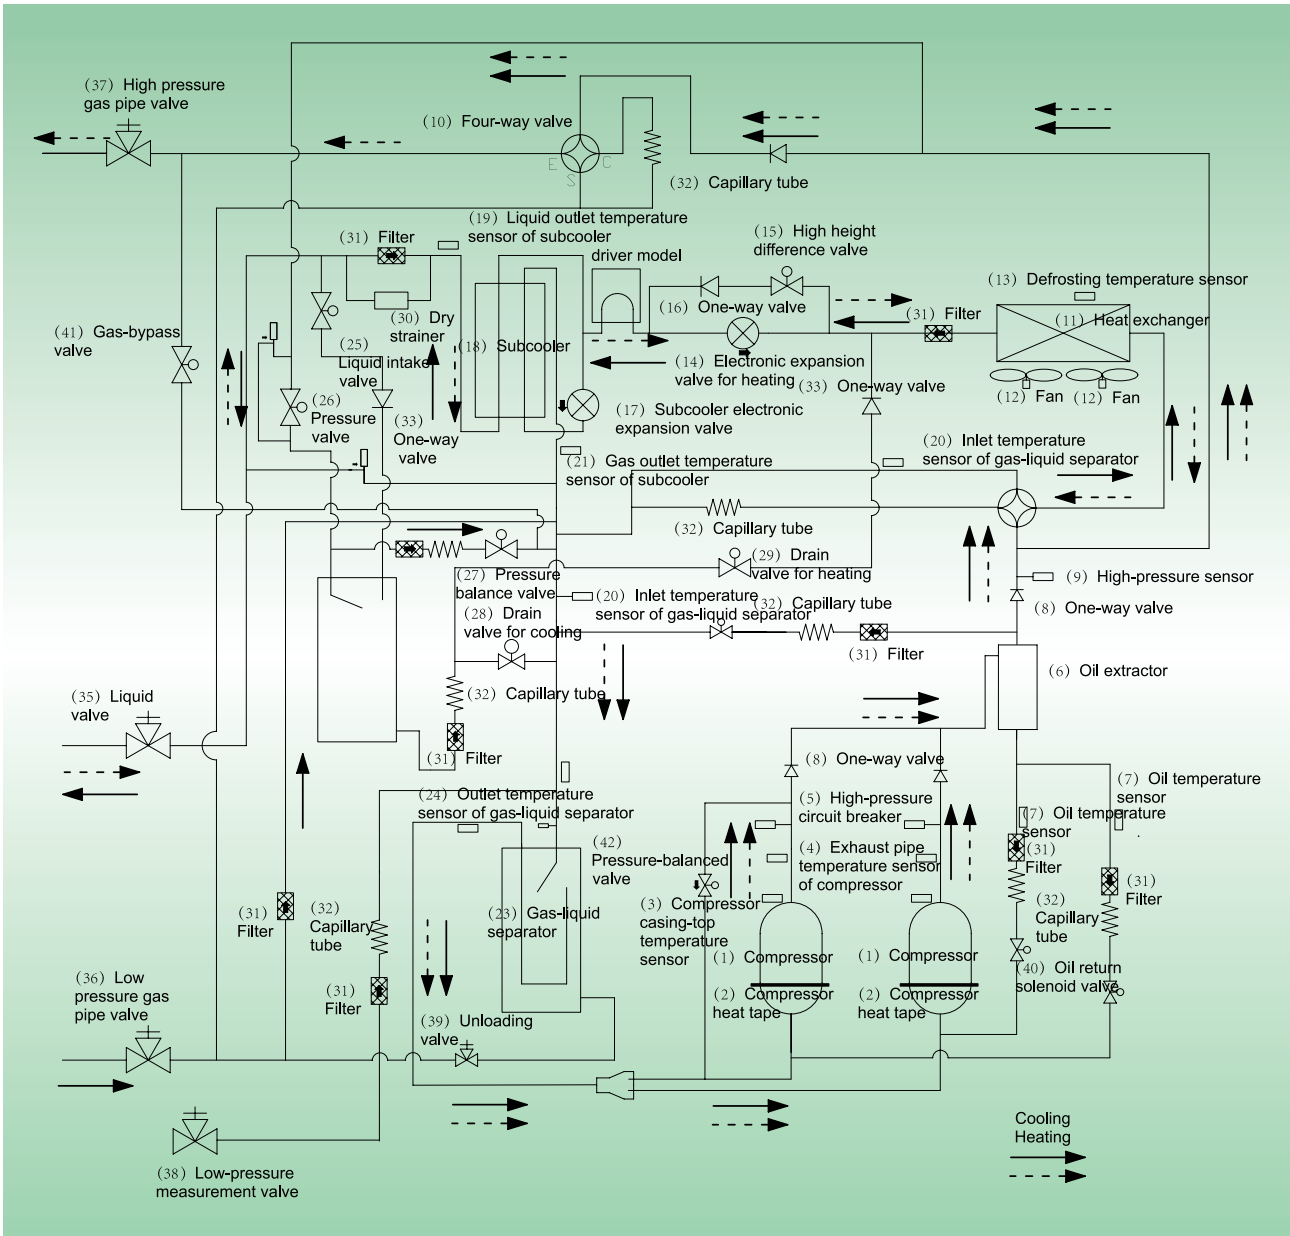 (37) High pressure
gas pipe valve
(10) Four-way valve
E
C
S
(32) Capillary tube
(19) Liquid outlet temperature
sensor of subcooler
(31) Filter
driver model
(15) High height
difference valve
(13) Defrosting temperature sensor
(16) One-way valve
(31) Filter
(11) Heat exchanger
(41) Gas-bypass
valve
(30) Dry
strainer
(25)
Liquid intake
valve
(18) Subcooler
(14) Electronic expansion
valve for heating
(33) One-way valve
(12) Fan
(12) Fan
(26)
Pressure
valve
(33)
One-way
valve
(17) Subcooler electronic
expansion valve
(20) Inlet temperature
sensor of gas-liquid separator
(21) Gas outlet temperature
sensor of subcooler
(32) Capillary tube
(29) Drain
valve for heating
(27) Pressure
balance valve
(9) High-pressure sensor
(20) Inlet temperature
sensor of gas-liquid separator
(32) Capillary tube
(8) One-way valve
(28) Drain
valve for cooling
(31) Filter
(6) Oil extractor
(35) Liquid
valve
(32) Capillary tube
(31) Filter
(8) One-way valve
(7) Oil temperature
sensor
(24) Outlet temperature
sensor of gas-liquid separator
(5) High-pressure
circuit breaker
(7) Oil temperature
sensor
(42)
Pressure-balanced
valve
(4) Exhaust pipe
temperature sensor
of compressor
(31)
Filter
(31)
Filter
(31)
Filter
(32)
Capillary
tube
(23) Gas-liquid
separator
(3) Compressor
casing-top
temperature
sensor
(32)
Capillary
tube
(1) Compressor
(1) Compressor
(40) Oil return
solenoid valve
(36) Low
pressure gas
pipe valve
(31)
Filter
(2) Compressor
heat tape
(2) Compressor
heat tape
(39) Unloading
valve
Cooling
Heating
(38) Low-pressure
measurement valve